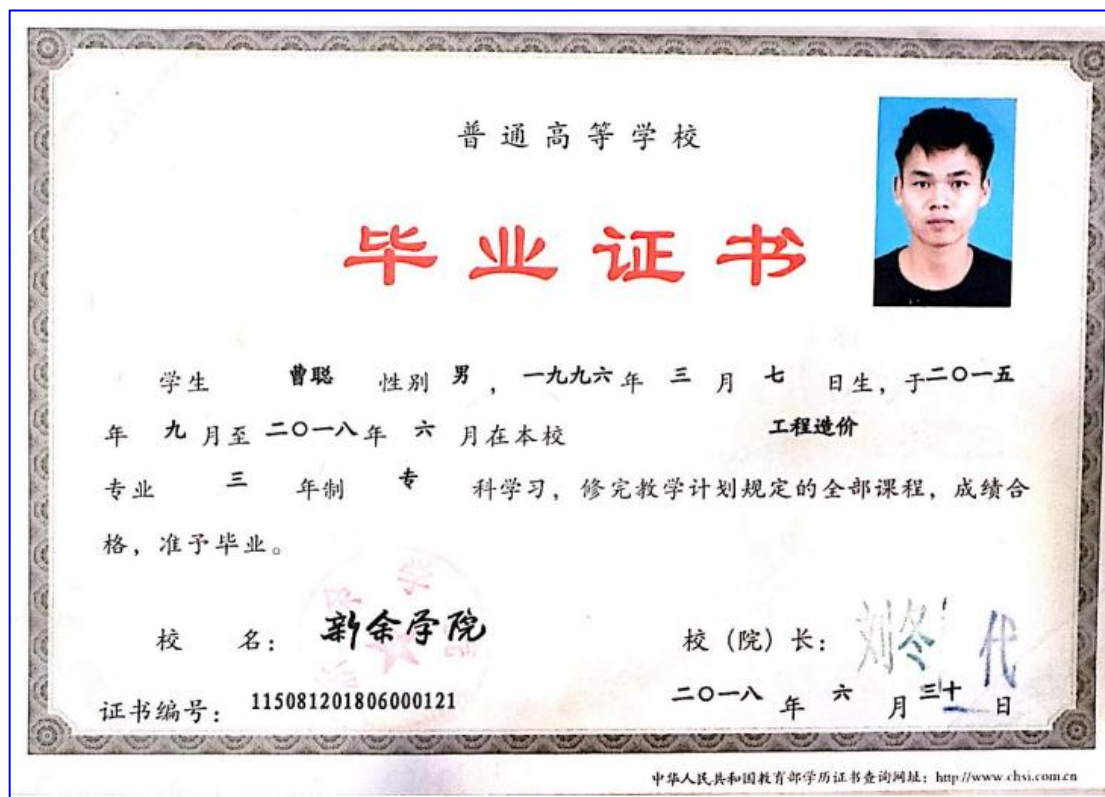 普通高等学校
毕业证书
学生 曹聪 性别 男，一九九六年 三 月 七 日生，于二〇一五
年 九 月至 二〇一八 年 六 月在本校 工程造价
专业 三 年制 专 科学习，修完教学计划规定的全部课程，成绩合
格，准予毕业。
校 名： 新余学院 校（院）长： 刘冬 代
证书编号： 115081201806000121 二〇一八 年 六 月 三十 日
中华人民共和国教育部学历证书查询网址：http://www.chsi.com.cn